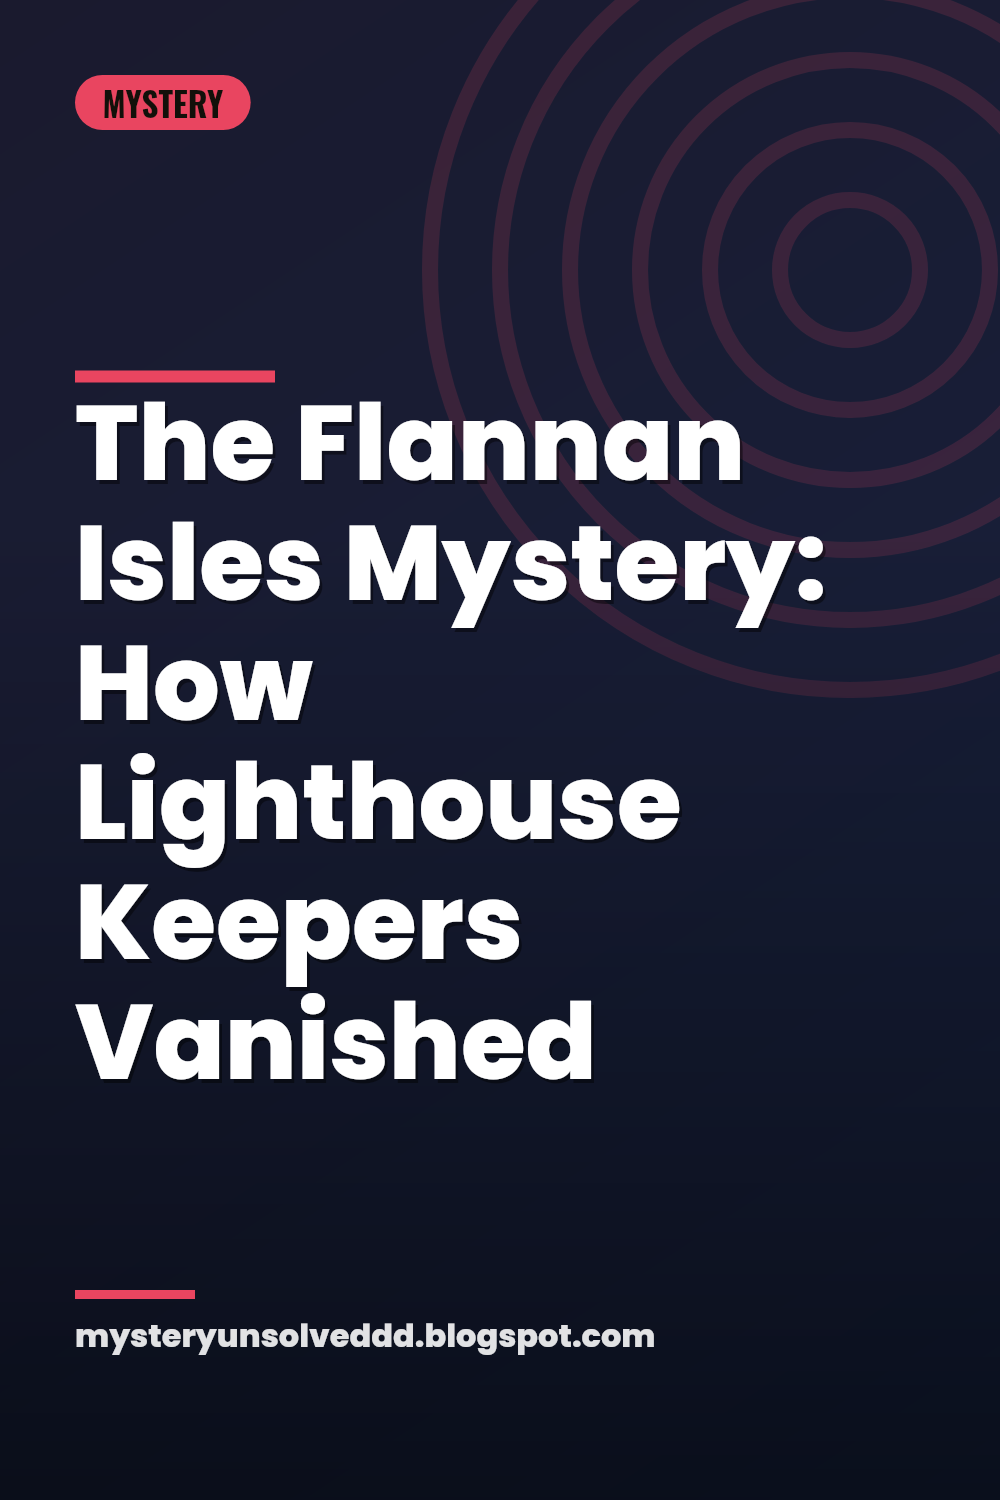 MYSTERY
The Flannan
Isles Mystery:
How
Lighthouse
Keepers
Vanished
mysteryunsolveddd.blogspot.com